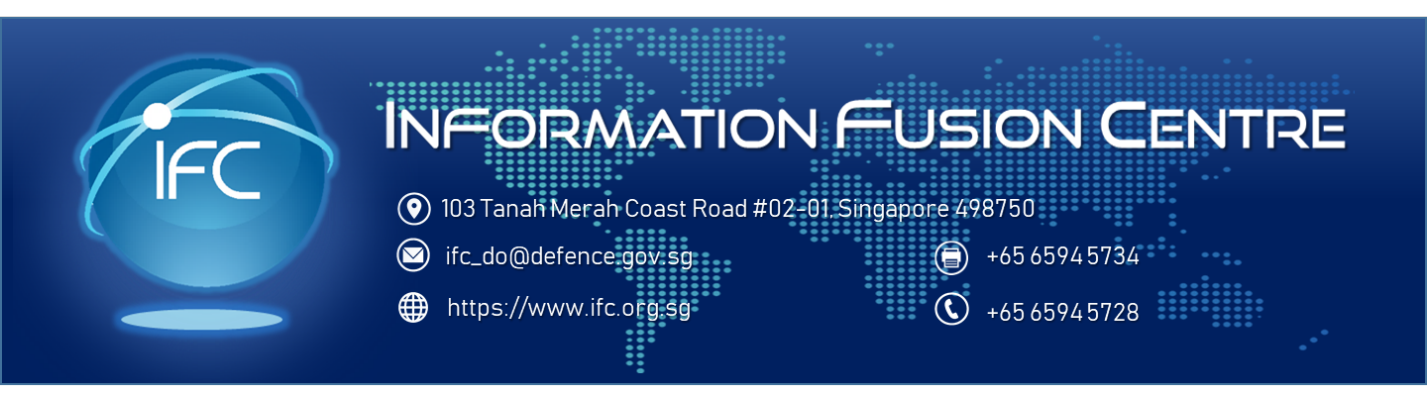 IFC
INFORMATION FUSION CENTRE
103 Tanah Merah Coast Road #02-01, Singapore 498750
ifc_do@defence.gov.sg
+65 6594 5734
https://www.ifc.org.sg
+65 6594 5728